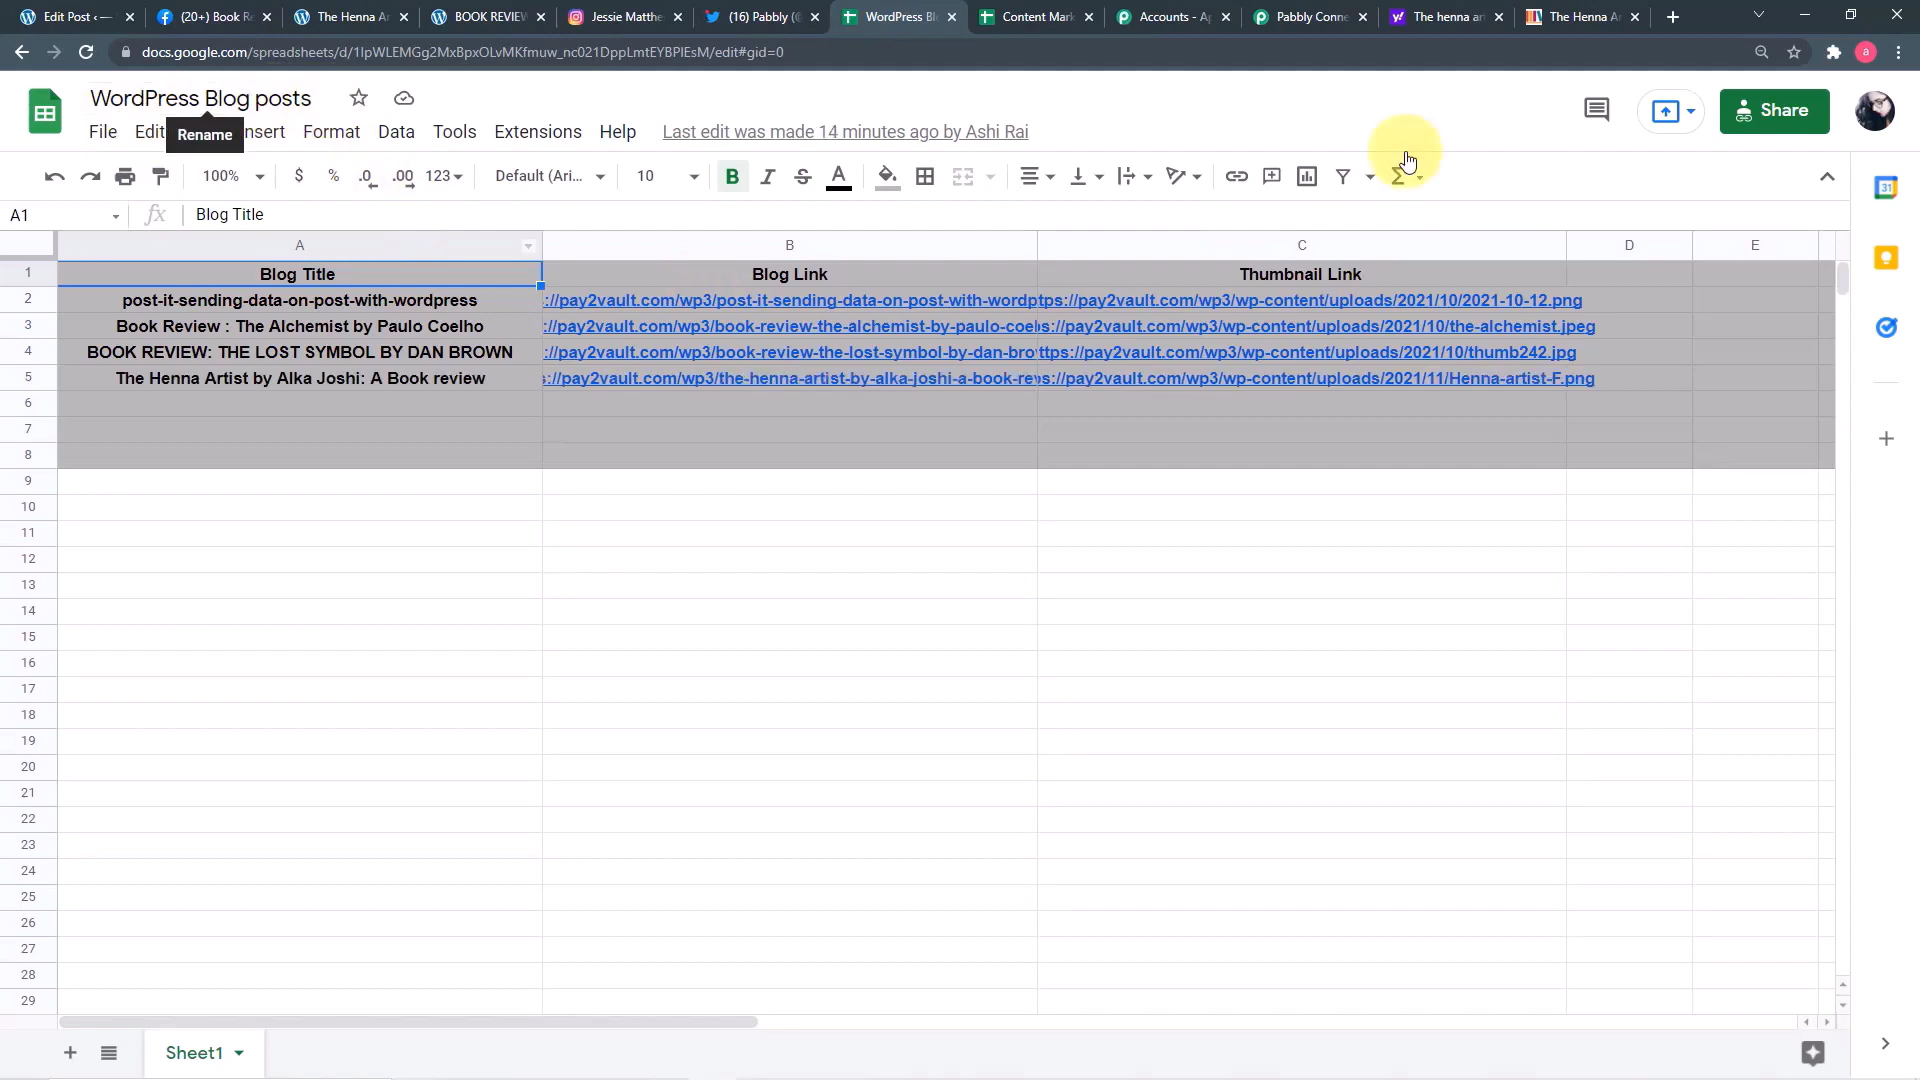 Edit Post ‹ —
(20+) Book R
The Henna A
BOOK REVIEW
Jessie Matthe
(16) Pabbly (@
WordPress Bl
Content Mark
Accounts - Ap
Pabbly Conne
The henna ar
The Henna A
docs.google.com/spreadsheets/d/1IpWLEMGg2MxBpxOLvMKfmuw_nc021DppLmtEYBPlEsM/edit#gid=0
a
WordPress Blog posts
Share
File Edit Insert Format Data Tools Extensions Help Last edit was made 14 minutes ago by Ashi Rai
Rename
100% $ % .0 .00 123 Default (Ari... 10 B I S A Σ
31
A1 fx Blog Title
A B C D E
1 Blog Title Blog Link Thumbnail Link
2 post-it-sending-data-on-post-with-wordpress ://pay2vault.com/wp3/post-it-sending-data-on-post-with-wordp ttps://pay2vault.com/wp3/wp-content/uploads/2021/10/2021-10-12.png
3 Book Review : The Alchemist by Paulo Coelho ://pay2vault.com/wp3/book-review-the-alchemist-by-paulo-coel s://pay2vault.com/wp3/wp-content/uploads/2021/10/the-alchemist.jpeg
4 BOOK REVIEW: THE LOST SYMBOL BY DAN BROWN ://pay2vault.com/wp3/book-review-the-lost-symbol-by-dan-bro ttps://pay2vault.com/wp3/wp-content/uploads/2021/10/thumb242.jpg
5 The Henna Artist by Alka Joshi: A Book review s://pay2vault.com/wp3/the-henna-artist-by-alka-joshi-a-book-re s://pay2vault.com/wp3/wp-content/uploads/2021/11/Henna-artist-F.png
6
7
8
9
10
11
12
13
14
15
16
17
18
19
20
21
22
23
24
25
26
27
28
29
Sheet1